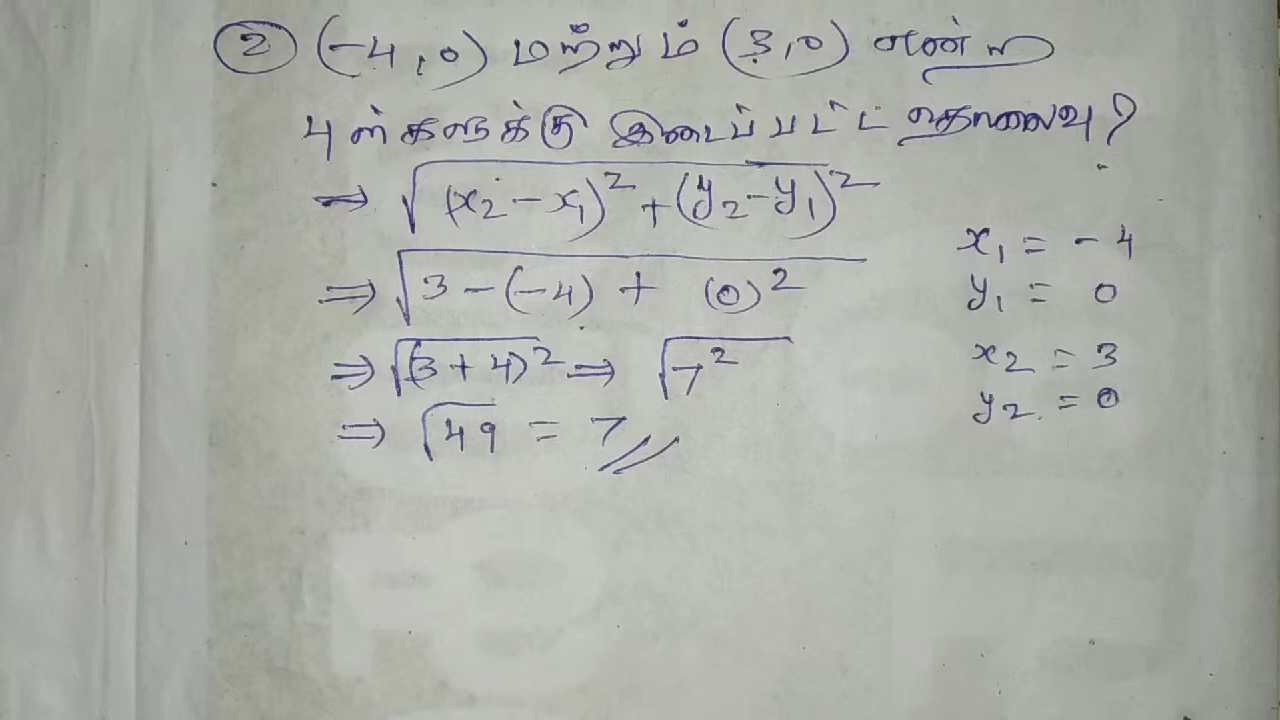 ② (-4,0) மற்றும் (3,0) என்ற
புள்களுக்கு இடைப்பட்ட தொலைவு?
⇒ √(x₂ - x₁)² + (y₂ - y₁)²
x₁ = -4
⇒ √3 - (-4) + (0)²
y₁ = 0
⇒ √(3+4)² ⇒ √7²
x₂ = 3
y₂ = 0
⇒ √49 = 7//